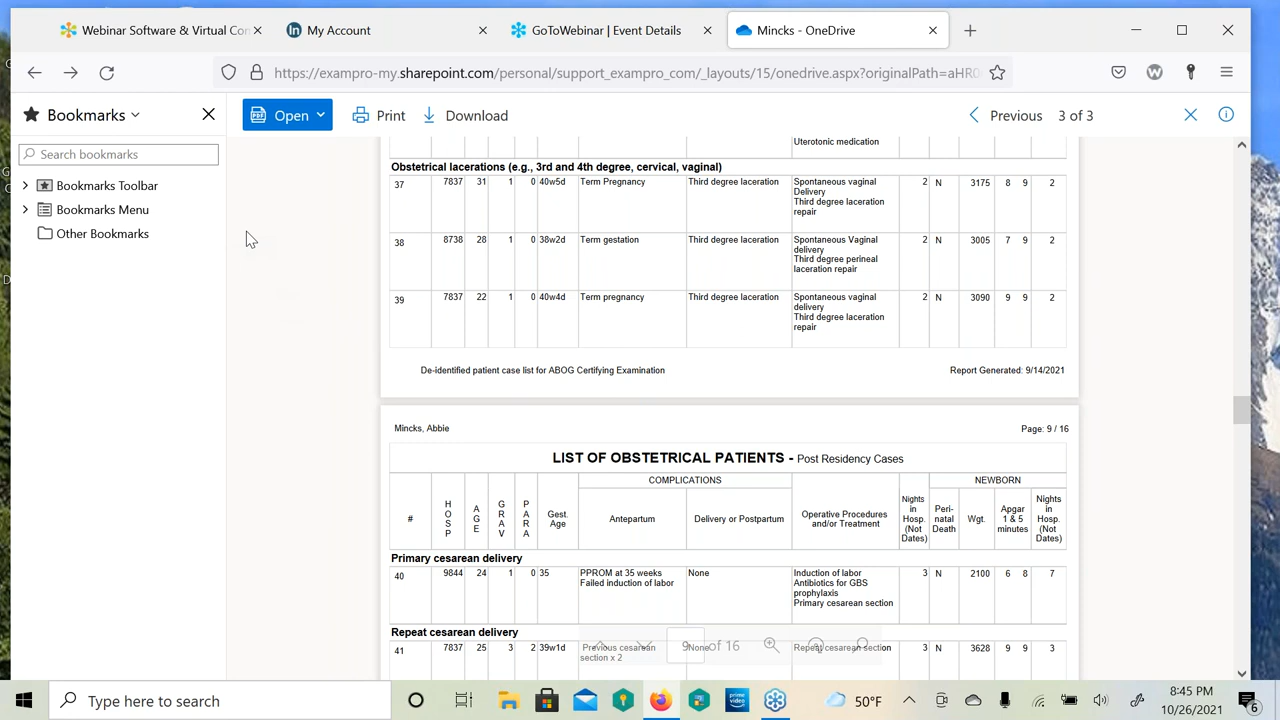 Webinar Software & Virtual Con
My Account
GoToWebinar | Event Details
Mincks - OneDrive
https://exampro-my.sharepoint.com/personal/support_exampro_com/_layouts/15/onedrive.aspx?originalPath=aHR0
Bookmarks
Open
Print
Download
Previous
3 of 3
Search bookmarks
Bookmarks Toolbar
Bookmarks Menu
Other Bookmarks
Uterotonic medication
Obstetrical lacerations (e.g., 3rd and 4th degree, cervical, vaginal)
37 7837 31 1 0 40w5d Term Pregnancy Third degree laceration Spontaneous vaginal 2 N 3175 8 9 2
Delivery
Third degree laceration
repair
38 8738 28 1 0 38w2d Term gestation Third degree laceration Spontaneous Vaginal 2 N 3005 7 9 2
delivery
Third degree perineal
laceration repair
39 7837 22 1 0 40w4d Term pregnancy Third degree laceration Spontaneous vaginal 2 N 3090 9 9 2
delivery
Third degree laceration
repair
De-identified patient case list for ABOG Certifying Examination
Report Generated: 9/14/2021
Mincks, Abbie
Page: 9 / 16
LIST OF OBSTETRICAL PATIENTS - Post Residency Cases
#
HOSP
AGE
GRAV
PARA
Gest. Age
COMPLICATIONS
Antepartum
Delivery or Postpartum
Operative Procedures
and/or Treatment
Nights
in
Hosp.
(Not
Dates)
NEWBORN
Peri-
natal
Death
Wgt.
Apgar
1 & 5
minutes
Nights
in
Hosp.
(Not
Dates)
Primary cesarean delivery
40 9844 24 1 0 35 PPROM at 35 weeks None Induction of labor 3 N 2100 6 8 7
Failed induction of labor Antibiotics for GBS
prophylaxis
Primary cesarean section
Repeat cesarean delivery
41 7837 25 3 2 39w1d Previous cesarean None Repeat cesarean section 3 N 3628 9 9 3
section x 2
9 of 16
Type here to search
50°F
8:45 PM
10/26/2021
6